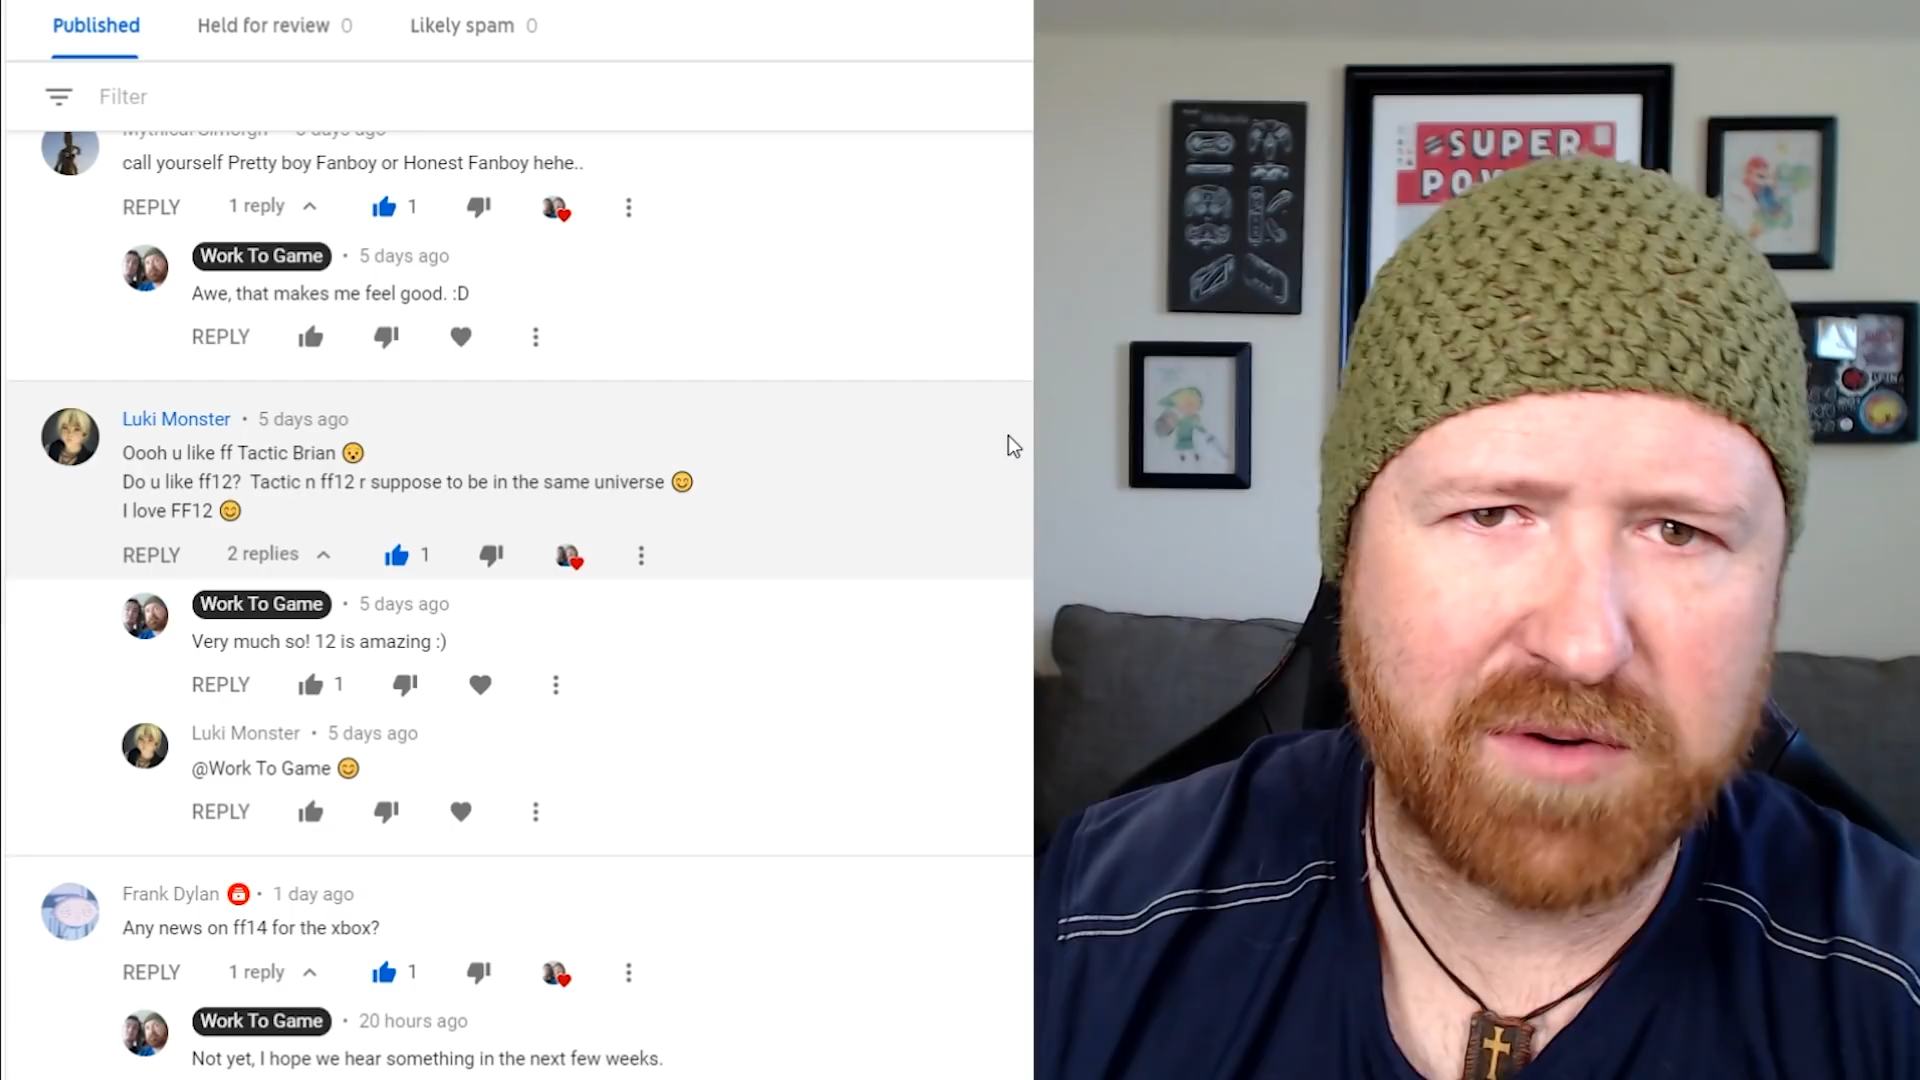 Published Held for review 0 Likely spam 0
Filter
Mythical Simorgh • 5 days ago
call yourself Pretty boy Fanboy or Honest Fanboy hehe..
REPLY 1 reply 1
Work To Game • 5 days ago
Awe, that makes me feel good. :D
REPLY
Luki Monster • 5 days ago
Oooh u like ff Tactic Brian 😮
Do u like ff12? Tactic n ff12 r suppose to be in the same universe 😊
I love FF12 😊
REPLY 2 replies 1
Work To Game • 5 days ago
Very much so! 12 is amazing :)
REPLY 1
Luki Monster • 5 days ago
@Work To Game 😊
REPLY
Frank Dylan • 1 day ago
Any news on ff14 for the xbox?
REPLY 1 reply 1
Work To Game • 20 hours ago
Not yet, I hope we hear something in the next few weeks.
SUPER